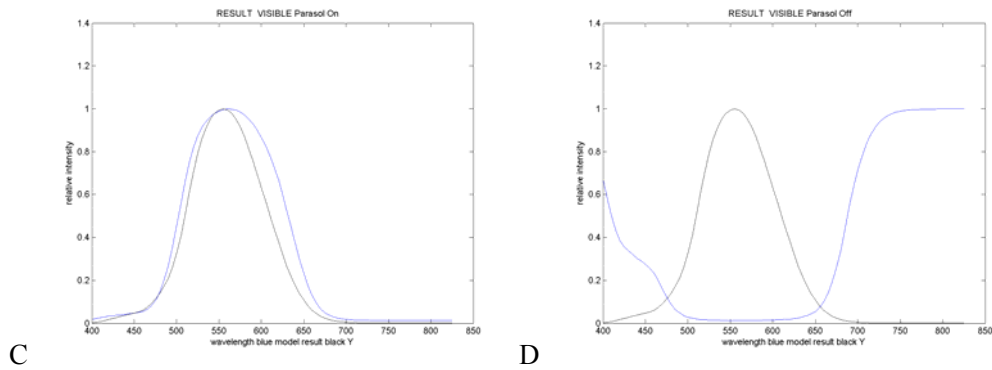 RESULT  VISIBLE Parasol On
1.4
1.2
1
0.8
0.6
0.4
0.2
0
relative intensity
400 450 500 550 600 650 700 750 800 850
wavelength blue model result black Y
C
RESULT  VISIBLE Parasol Off
1.4
1.2
1
0.8
0.6
0.4
0.2
0
relative intensity
400 450 500 550 600 650 700 750 800 850
wavelength blue model result black Y
D